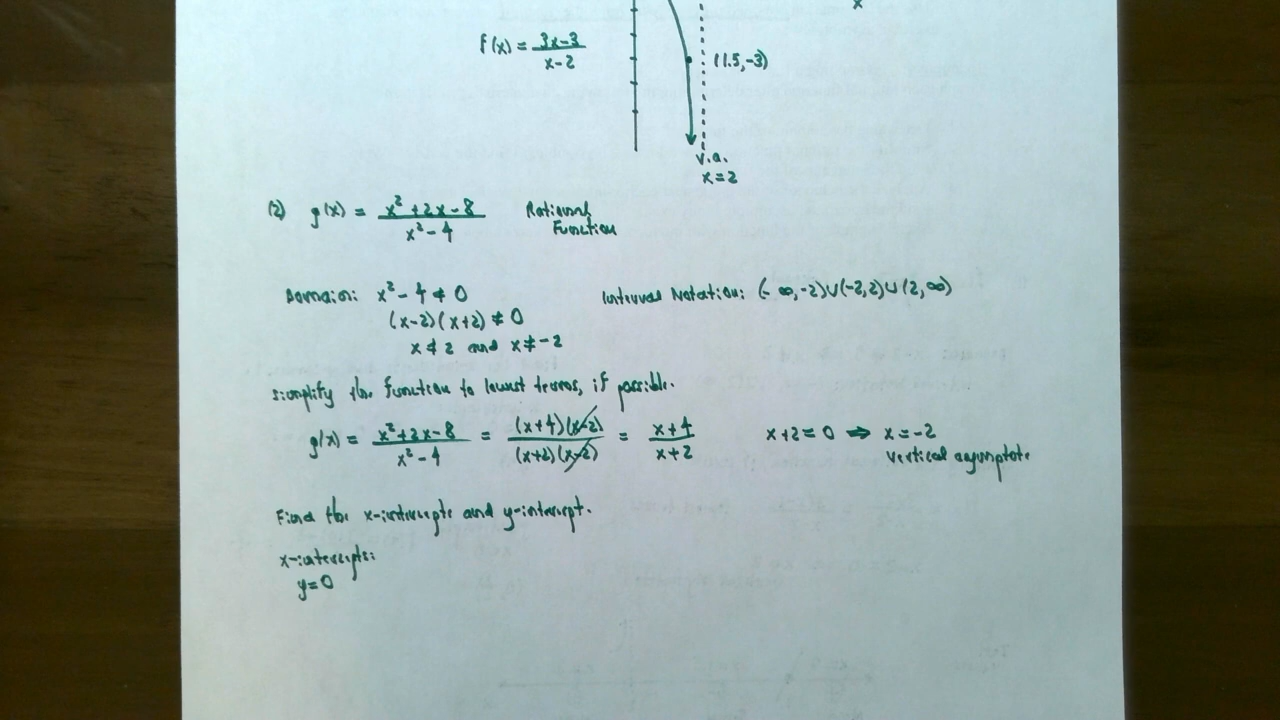 x
f(x) = 3x-3 / x-2
(1.5,-3)
v.a.
x=2
(2) g(x) = x²+2x-8 / x²-4 Rational Function
Domain: x²-4≠0 Interval Notation: (-∞,-2)∪(-2,2)∪(2,∞)
(x-2)(x+2)≠0
x≠2 and x≠-2
Simplify the function to lowest terms, if possible.
g(x) = x²+2x-8 / x²-4 = (x+4)(x-2) / (x+2)(x-2) = x+4 / x+2 x+2=0 ⇒ x=-2
vertical asymptote
Find the x-intercepts and y-intercept.
x-intercepts:
y=0